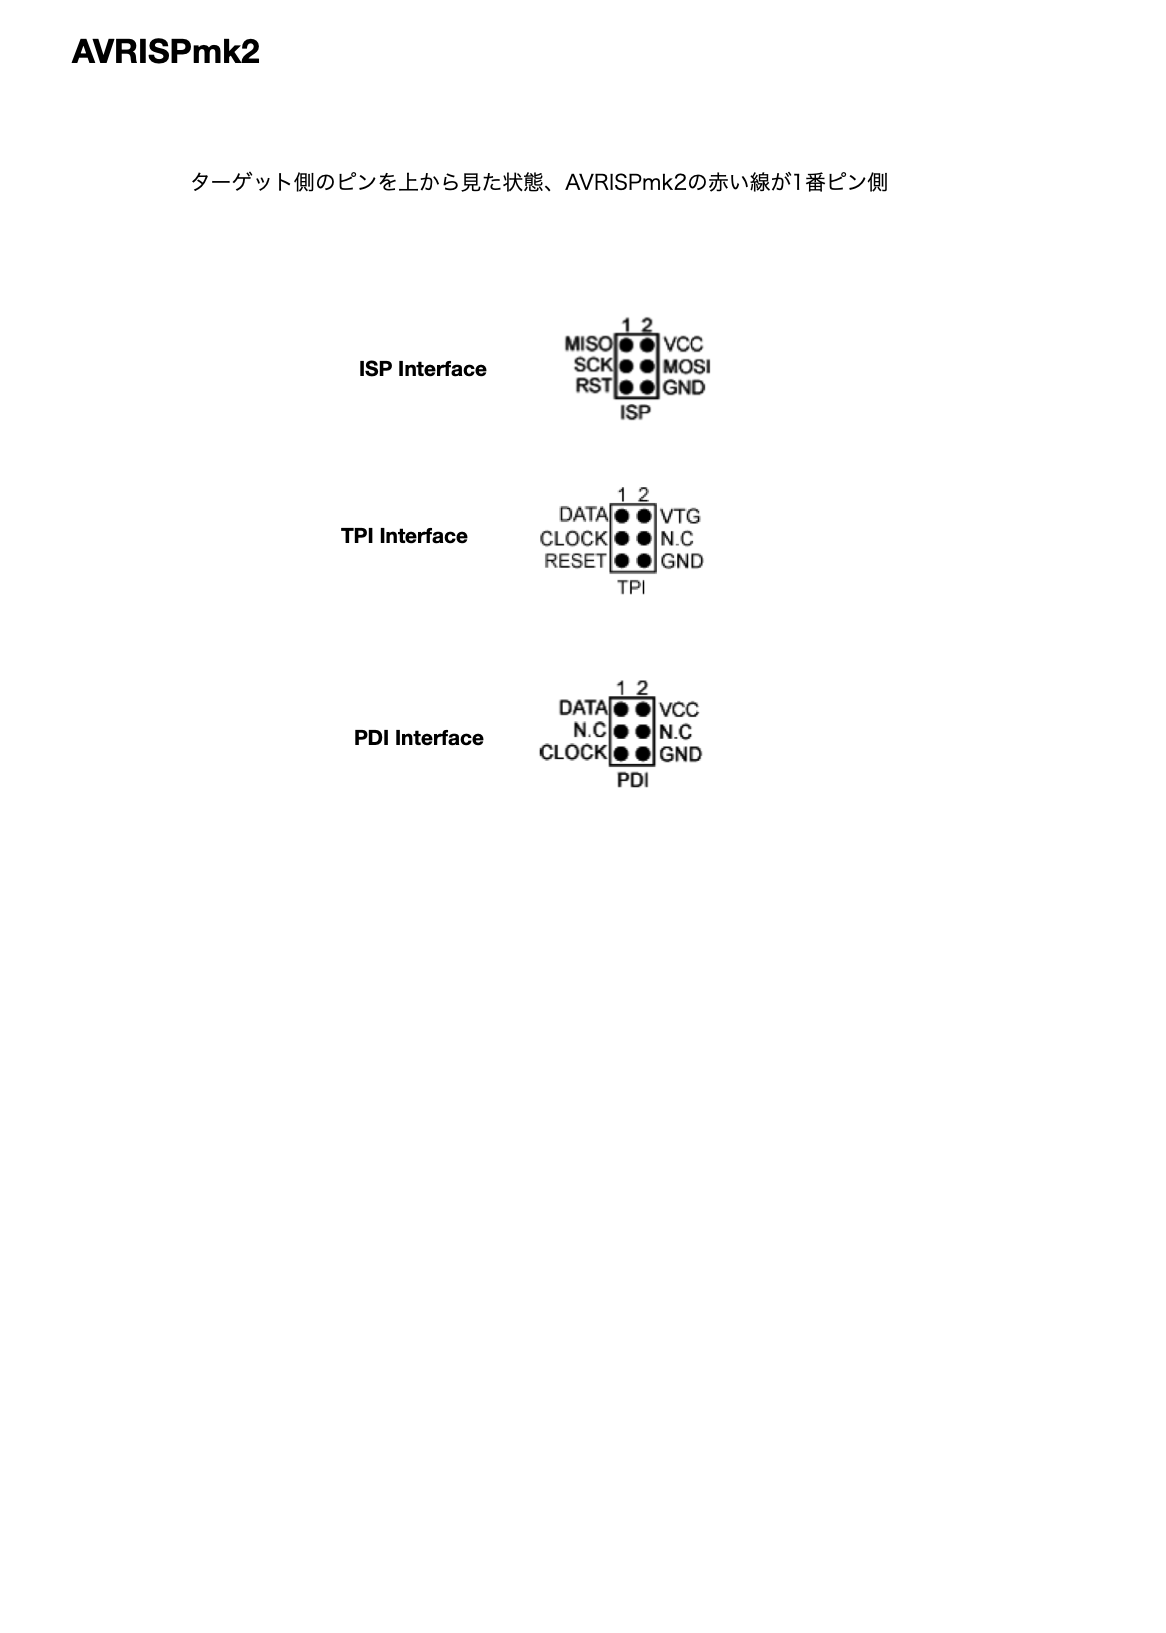 AVRISPmk2
ターゲット側のピンを上から見た状態、AVRISPmk2の赤い線が1番ピン側
ISP Interface
1 2
MISO VCC
SCK MOSI
RST GND
ISP
TPI Interface
1 2
DATA VTG
CLOCK N.C
RESET GND
TPI
PDI Interface
1 2
DATA VCC
N.C N.C
CLOCK GND
PDI